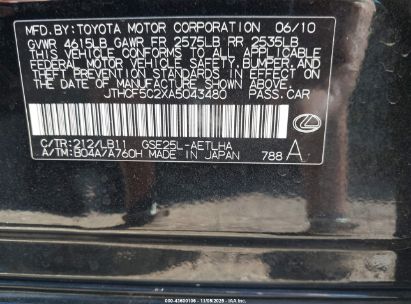 MFD.BY:TOYOTA MOTOR CORPORATION 06/10
GVWR 4615LB GAWR FR 2575LB RR 2535LB
THIS VEHICLE CONFORMS TO ALL APPLICABLE
FEDERAL MOTOR VEHICLE SAFETY,BUMPER,AND
THEFT PREVENTION STANDARDS IN EFFECT ON
THE DATE OF MANUFACTURE SHOWN ABOVE.
JTHCF5C2XA5043480 PASS-CAR
C/TR:212/LB11 GSE25L-AETLHA
A/TM:B04A/A760H MADE IN JAPAN 788 A